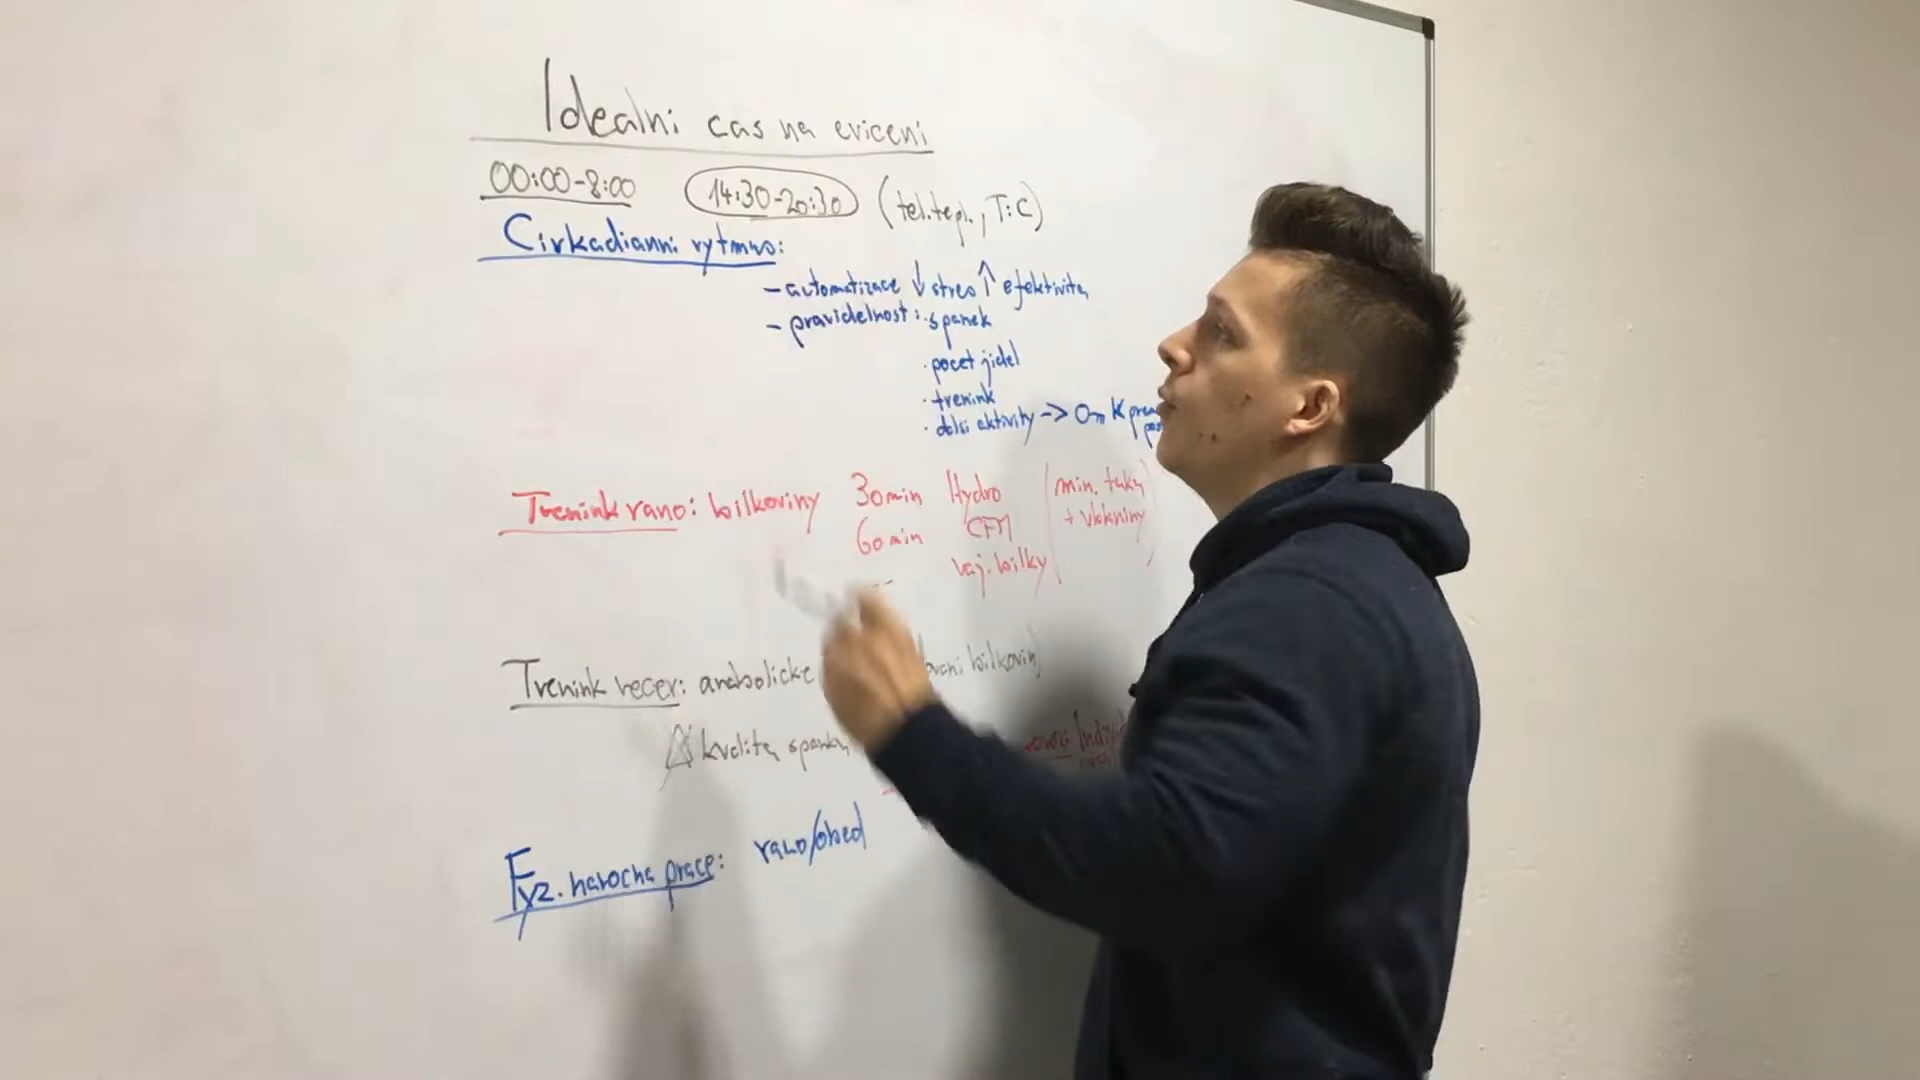 Idealni cas na cviceni
00:00-8:00 14:30-20:30 (tel.tepl., T:C)
Cirkadianni rytmus:
- automatizace ↓ stres ↑ efektivita
- pravidelnost: · spanek
· pocet jidel
· trenink
· dalsi aktivity ->
Trenink rano: bilkoviny 30min Hydro (min. tuky
60min CFM + vlakniny)
vaj. bilky
Trenink vecer: anabolicke bilkovin
kvalita spanku
Fyz. narocna prace: rano/obed